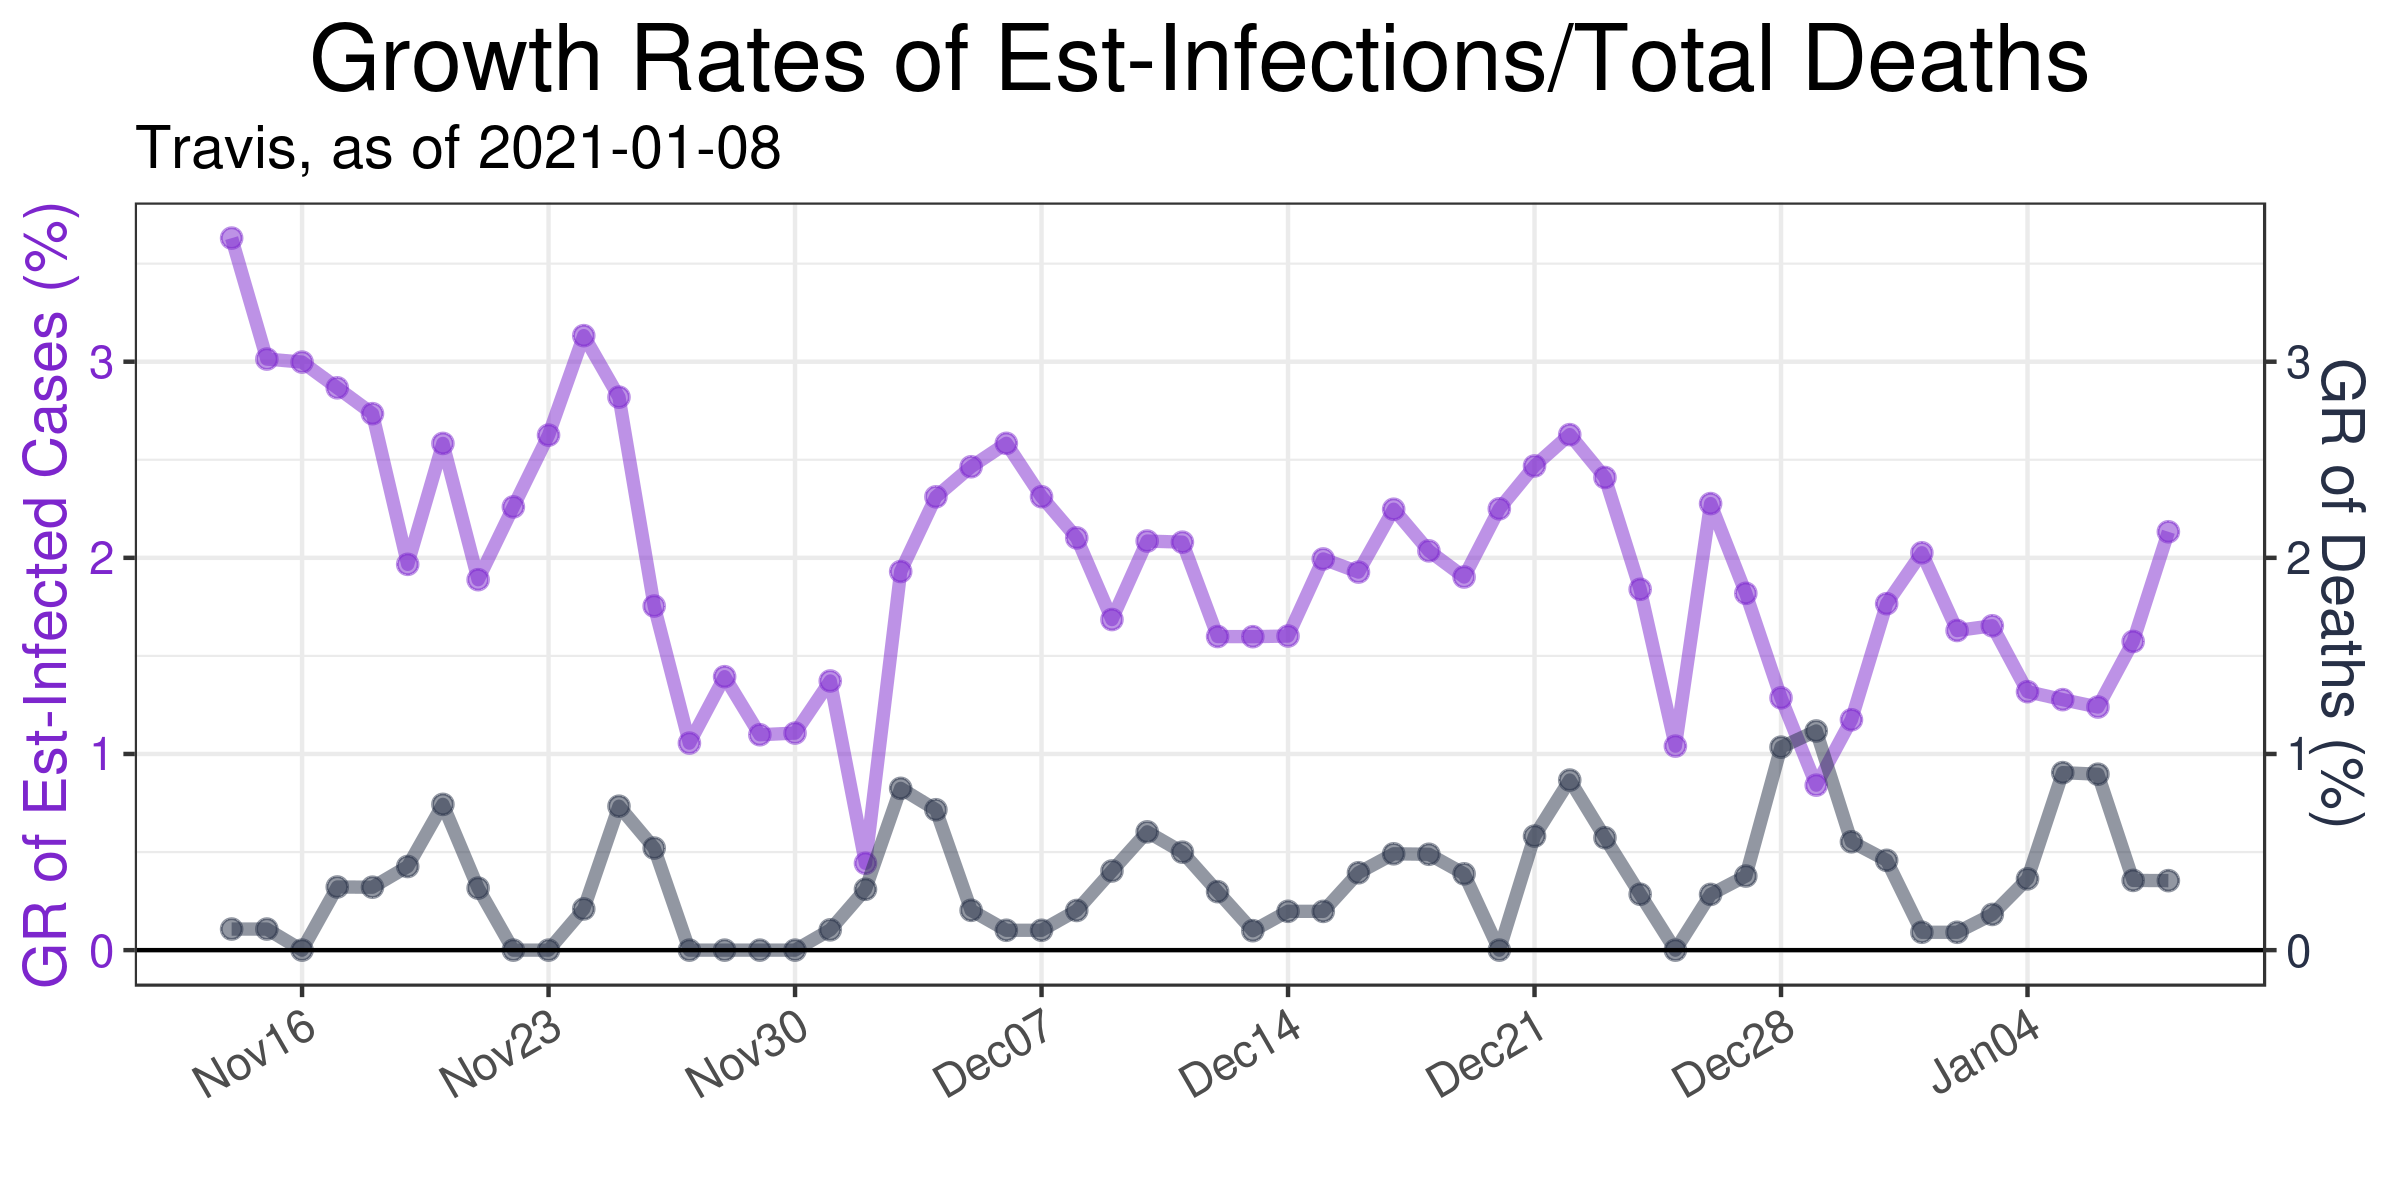 Growth Rates of Est-Infections/Total Deaths
Travis, as of 2021-01-08
GR of Est-Infected Cases (%)
3
2
1
0
3
2
1
0
GR of Deaths (%)
Nov16
Nov23
Nov30
Dec07
Dec14
Dec21
Dec28
Jan04